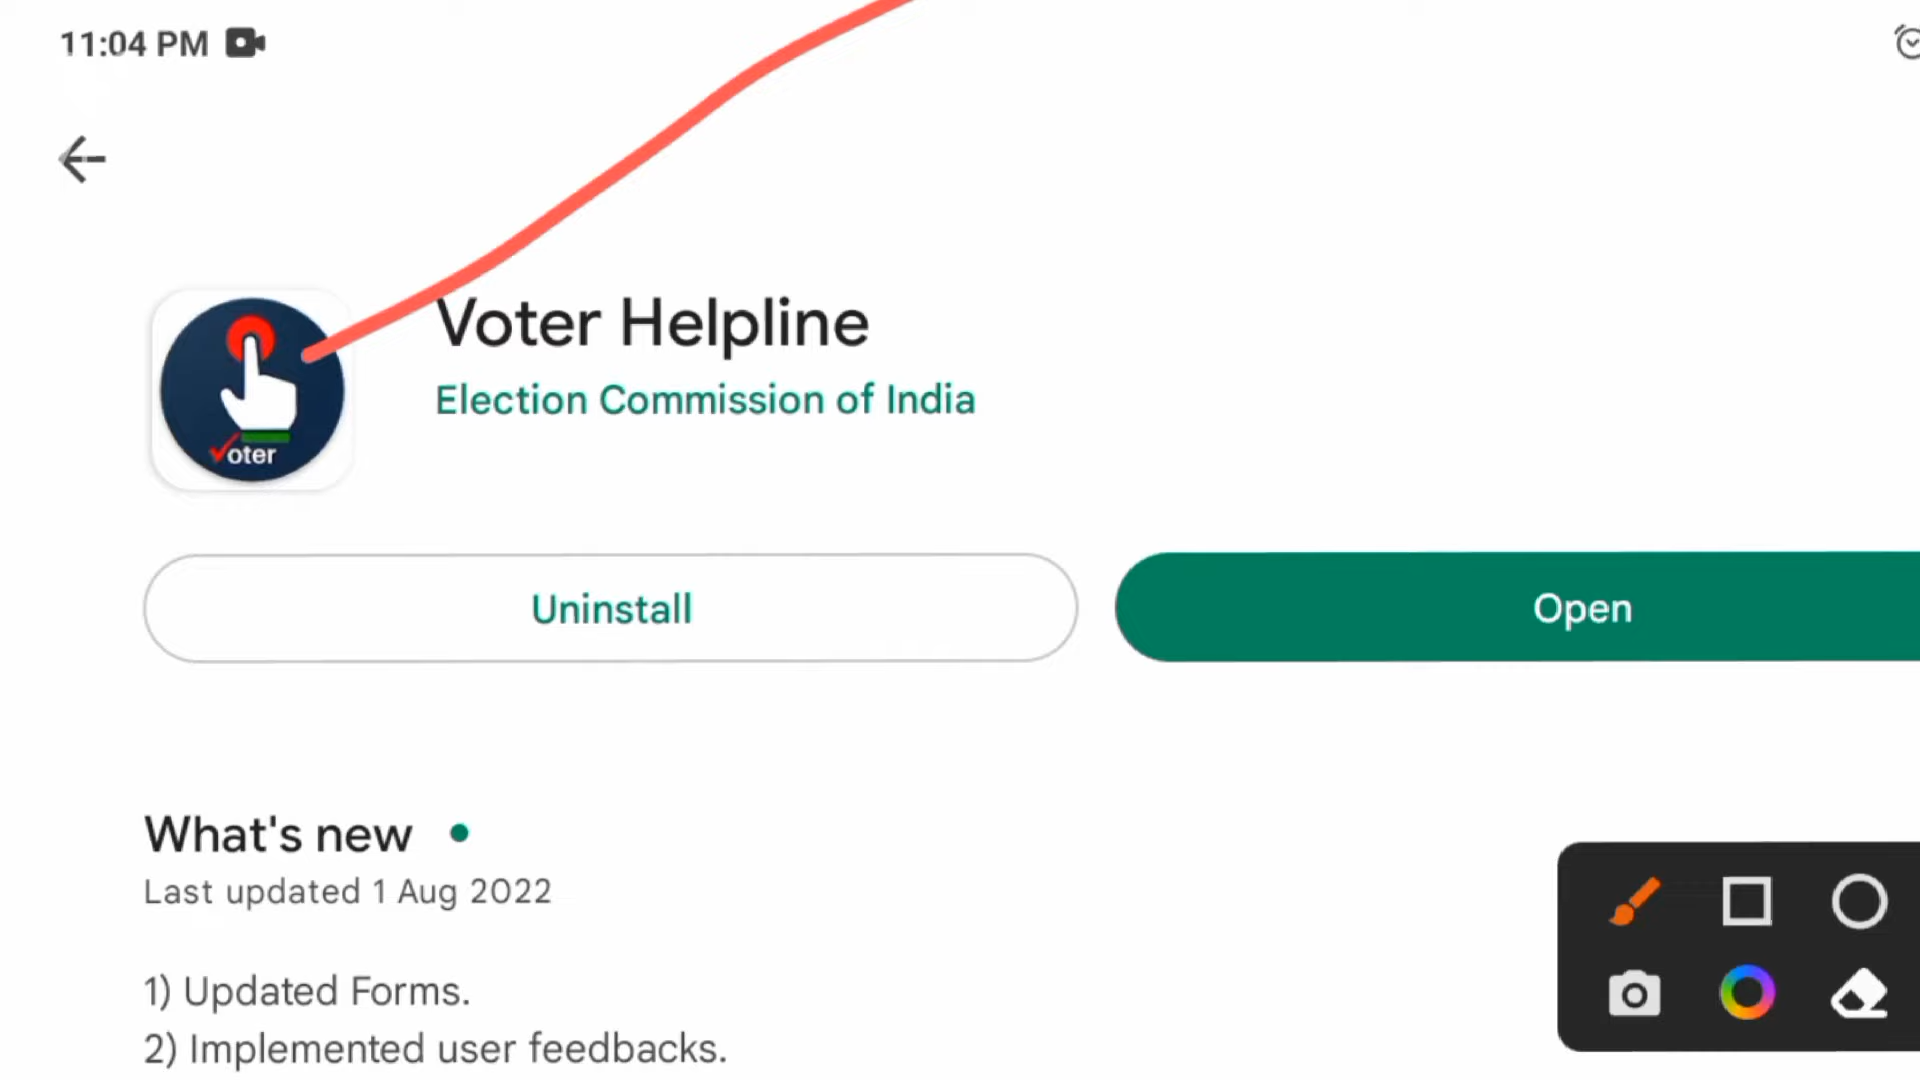 11:04 PM
Voter Helpline
Election Commission of India
Voter
Uninstall
Open
What's new
Last updated 1 Aug 2022
1) Updated Forms.
2) Implemented user feedbacks.